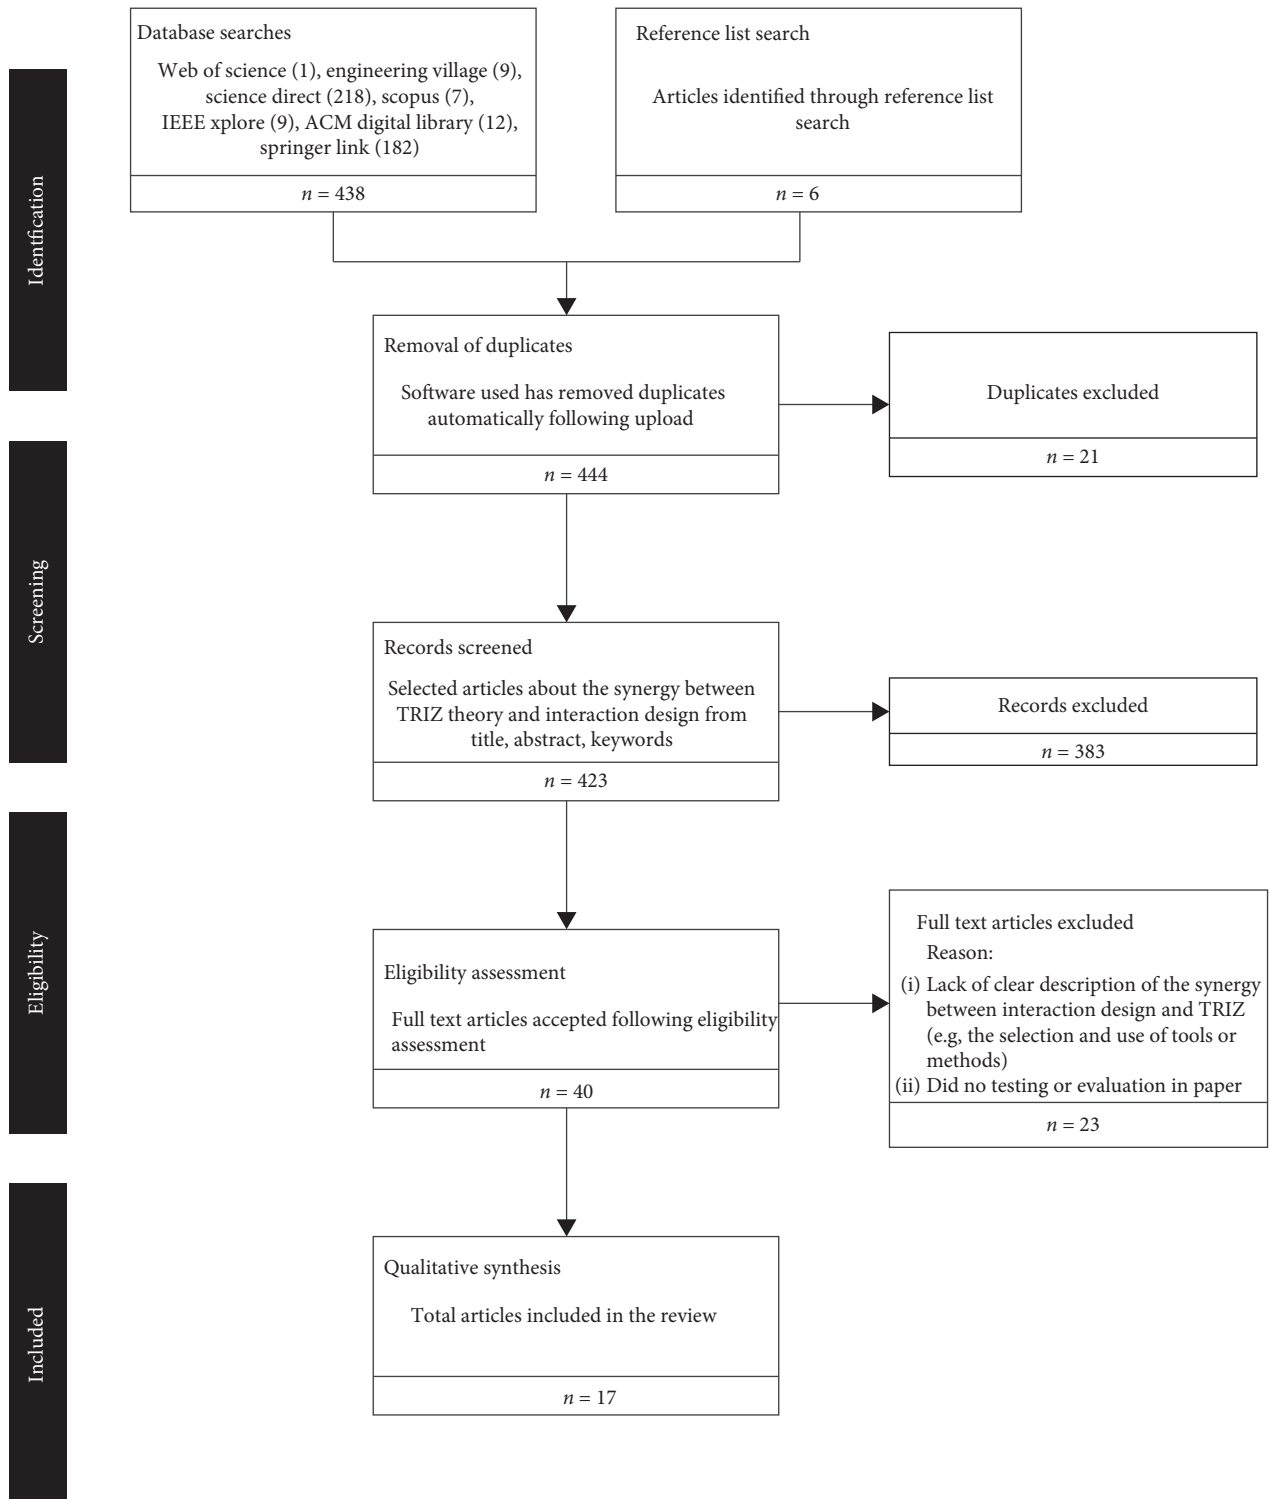 Database searches
Web of science (1), engineering village (9),
science direct (218), scopus (7),
IEEE xplore (9), ACM digital library (12),
springer link (182)
n = 438
Reference list search
Articles identified through reference list
search
n = 6
Identfication
Removal of duplicates
Software used has removed duplicates
automatically following upload
n = 444
Duplicates excluded
n = 21
Screening
Records screened
Selected articles about the synergy between
TRIZ theory and interaction design from
title, abstract, keywords
n = 423
Records excluded
n = 383
Eligibility
Eligibility assessment
Full text articles accepted following eligibility
assessment
n = 40
Full text articles excluded
Reason:
(i) Lack of clear description of the synergy
between interaction design and TRIZ
(e.g, the selection and use of tools or
methods)
(ii) Did no testing or evaluation in paper
n = 23
Included
Qualitative synthesis
Total articles included in the review
n = 17